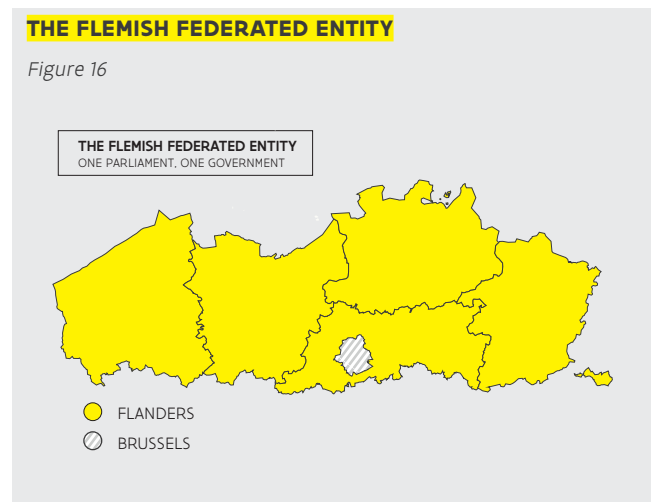 THE FLEMISH FEDERATED ENTITY
Figure 16
THE FLEMISH FEDERATED ENTITY
ONE PARLIAMENT, ONE GOVERNMENT
FLANDERS
BRUSSELS